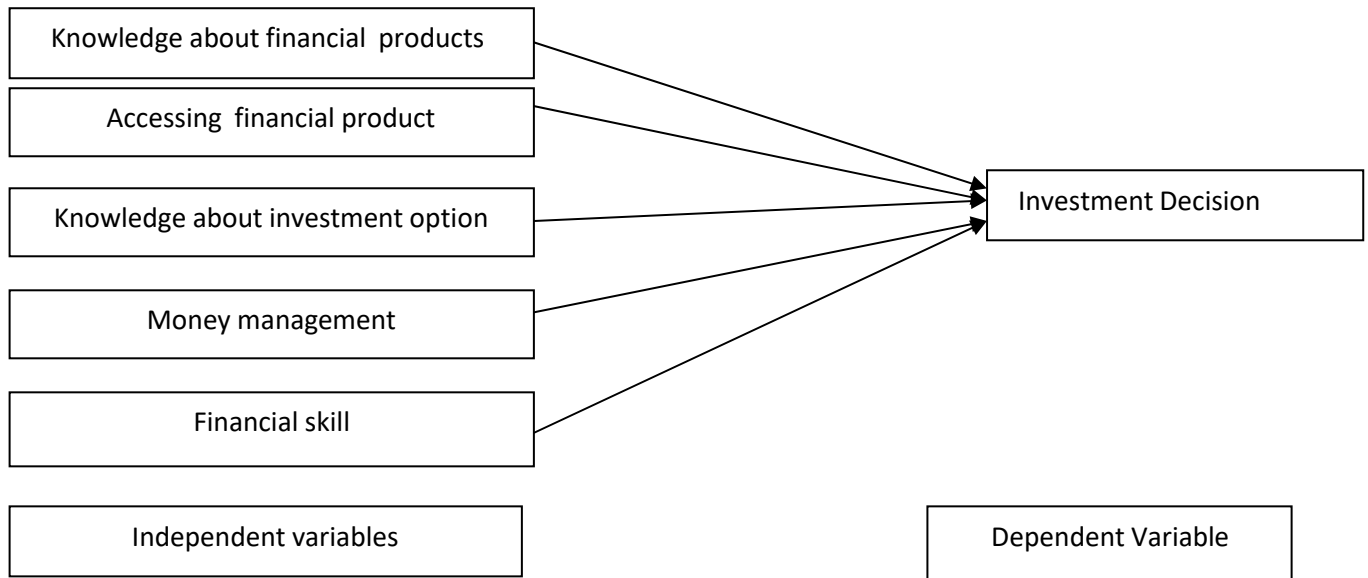 Knowledge about financial products
Accessing financial product
Knowledge about investment option
Investment Decision
Money management
Financial skill
Independent variables
Dependent Variable